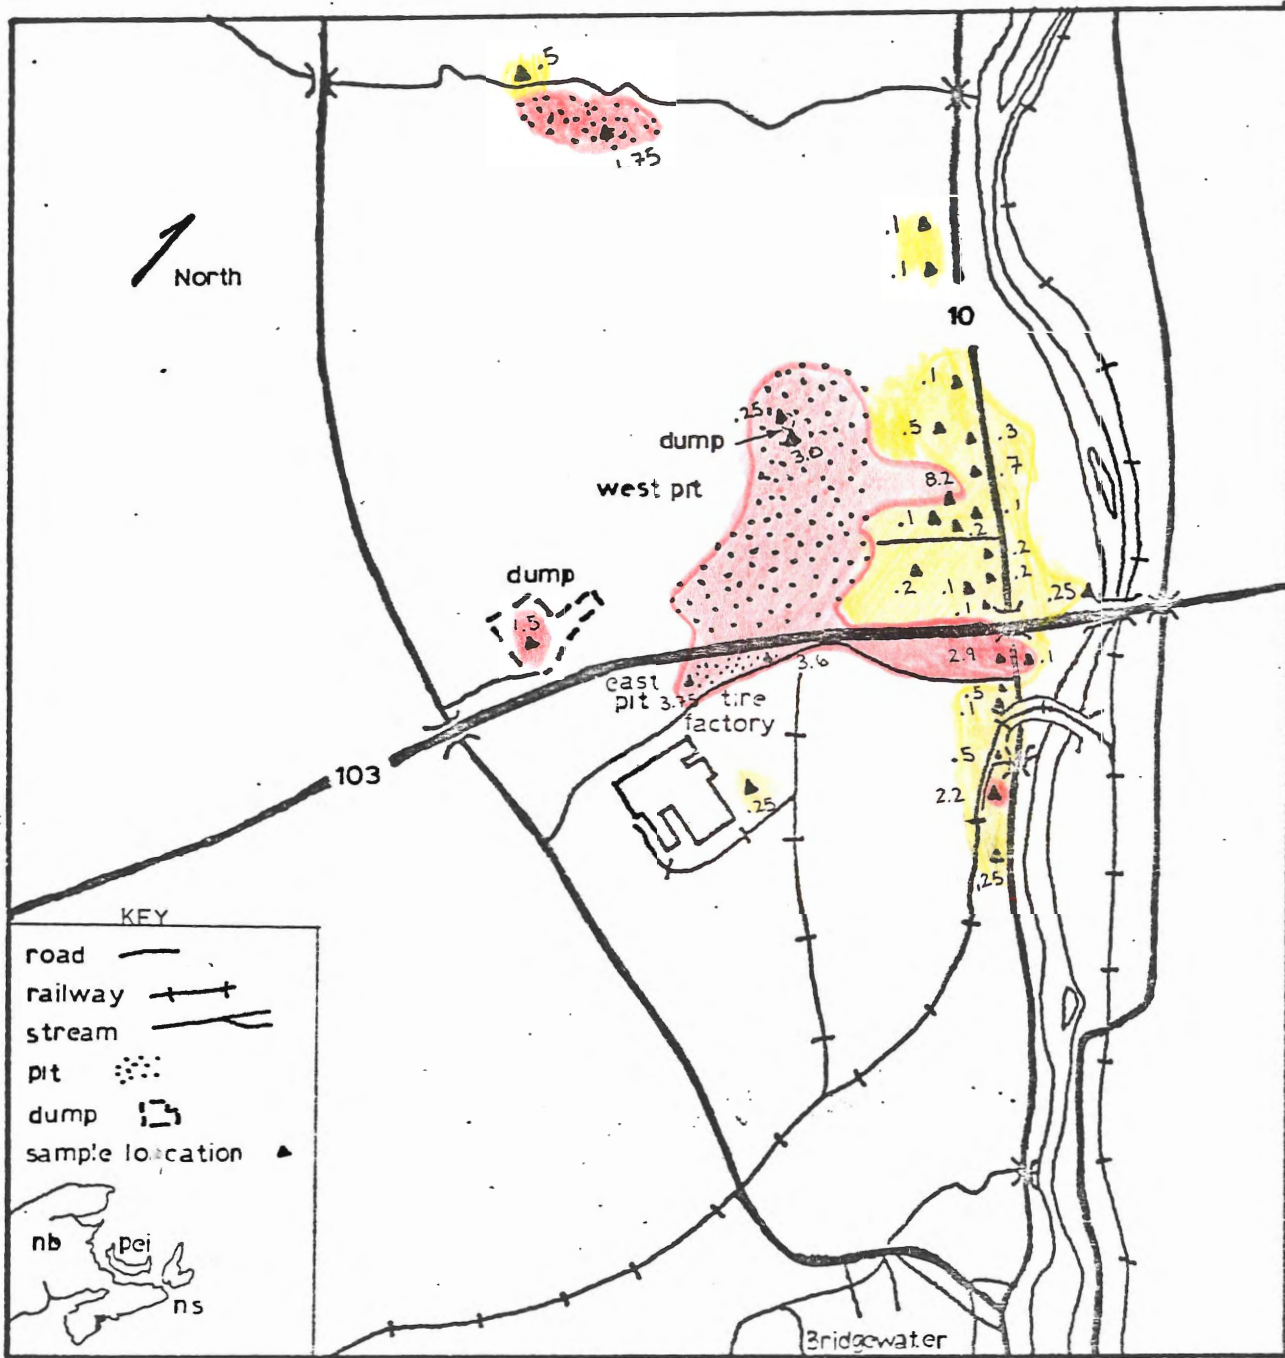 .5
1.75
North
.1
.1
10
.1
.25
dump
3.0
.5
.3
.7
west pit
8.2
.1
.1
.2
.2
dump
.2
.2
.1
.25
.1
1.5
2.9
.1
3.6
east
pit
3.75
tire
factory
.5
.1
.5
103
2.2
.25
.25
KEY
road
railway
stream
pit
dump
sample location
nb
pei
ns
Bridgewater